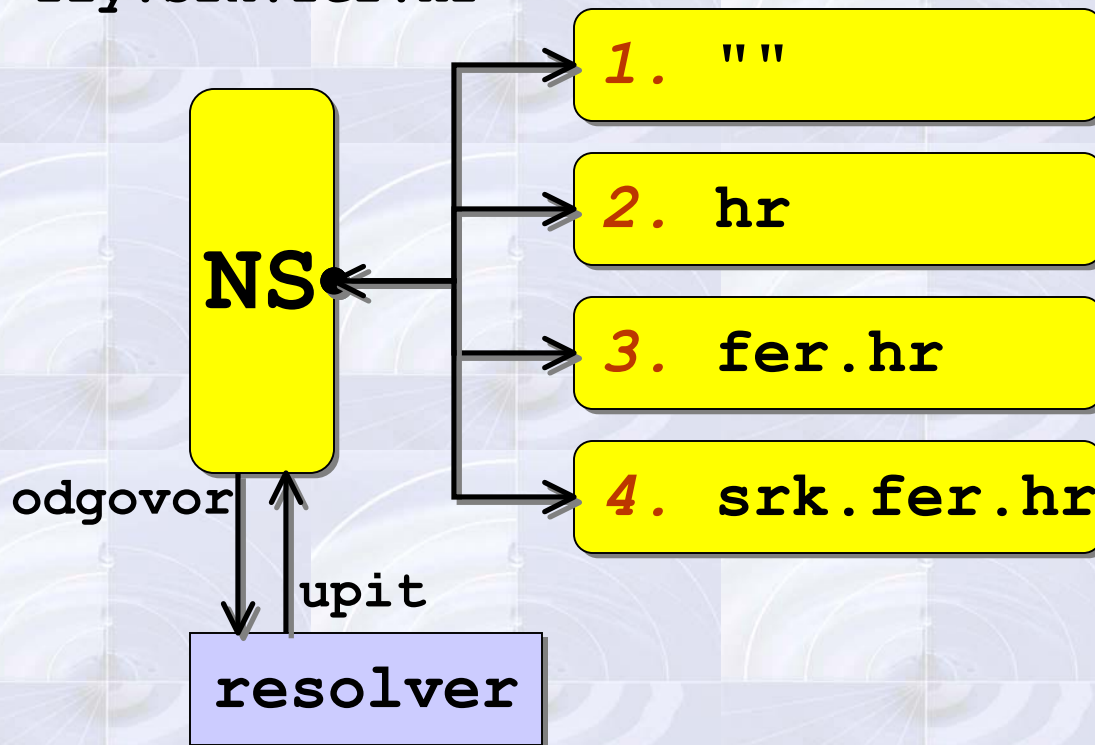 1. ""
2. hr
NS
3. fer.hr
4. srk.fer.hr
odgovor
upit
resolver